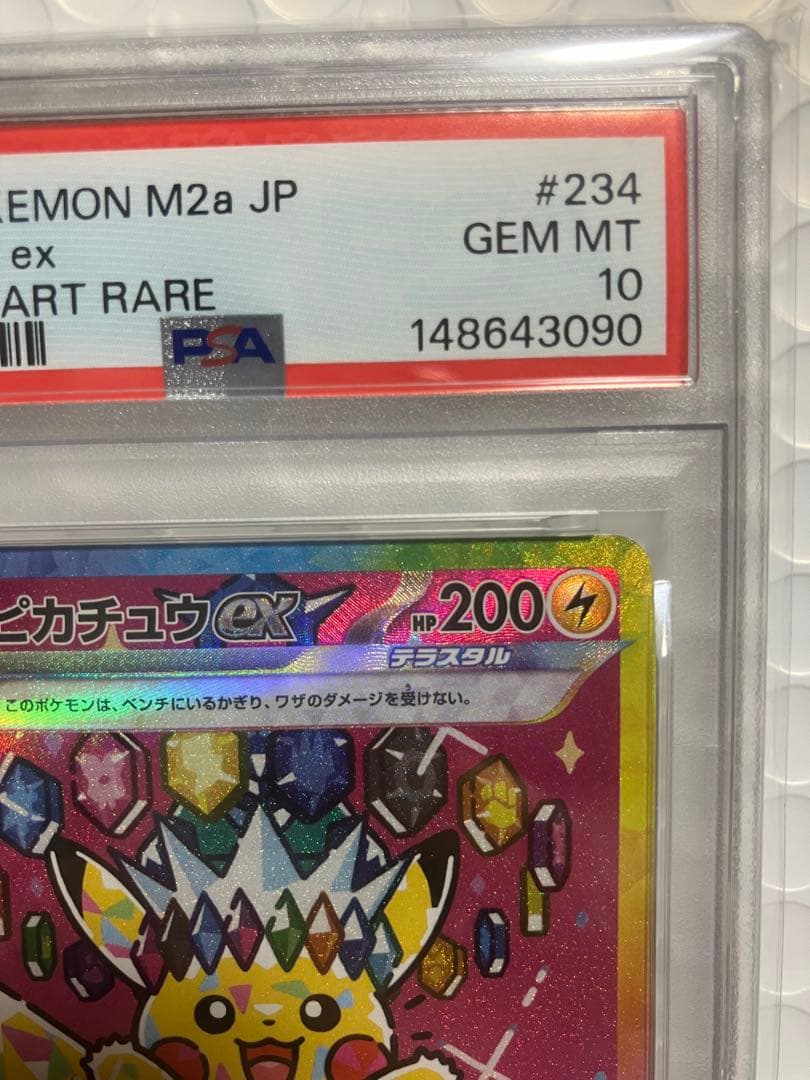 KEMON M2a JP #234
ex GEM MT
ART RARE 10
PSA 148643090
ピカチュウex HP200
テラスタル
このポケモンは、ベンチにいるかぎり、ワザのダメージを受けない。